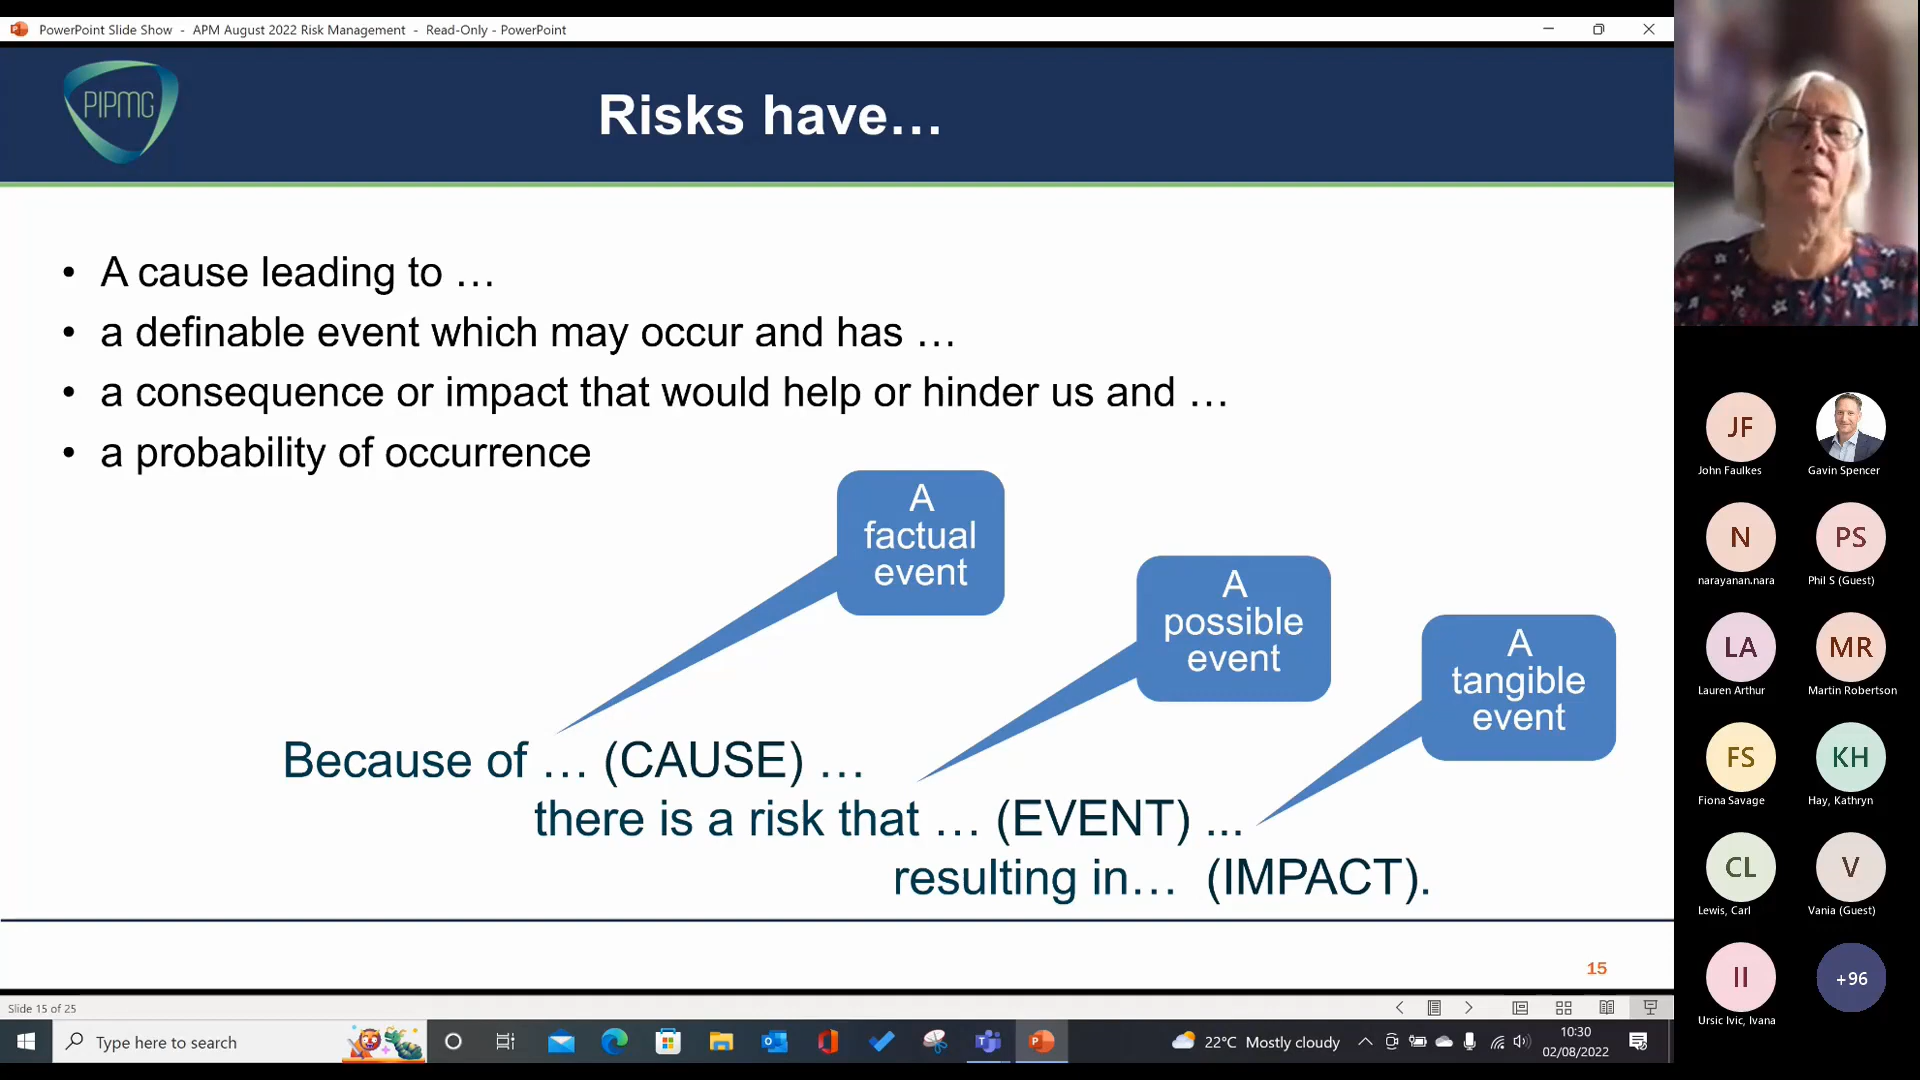 PowerPoint Slide Show - APM August 2022 Risk Management - Read-Only - PowerPoint
PIPMG
Risks have…
• A cause leading to …
• a definable event which may occur and has …
• a consequence or impact that would help or hinder us and …
• a probability of occurrence
A
factual
event
A
possible
event
A
tangible
event
Because of … (CAUSE) …
there is a risk that … (EVENT) ...
resulting in… (IMPACT).
15
Slide 15 of 25
Type here to search
22°C Mostly cloudy
10:30
02/08/2022
JF
John Faulkes
Gavin Spencer
N
narayanan.nara
PS
Phil S (Guest)
LA
Lauren Arthur
MR
Martin Robertson
FS
Fiona Savage
KH
Hay, Kathryn
CL
Lewis, Carl
V
Vania (Guest)
II
Ursic Ivic, Ivana
+96